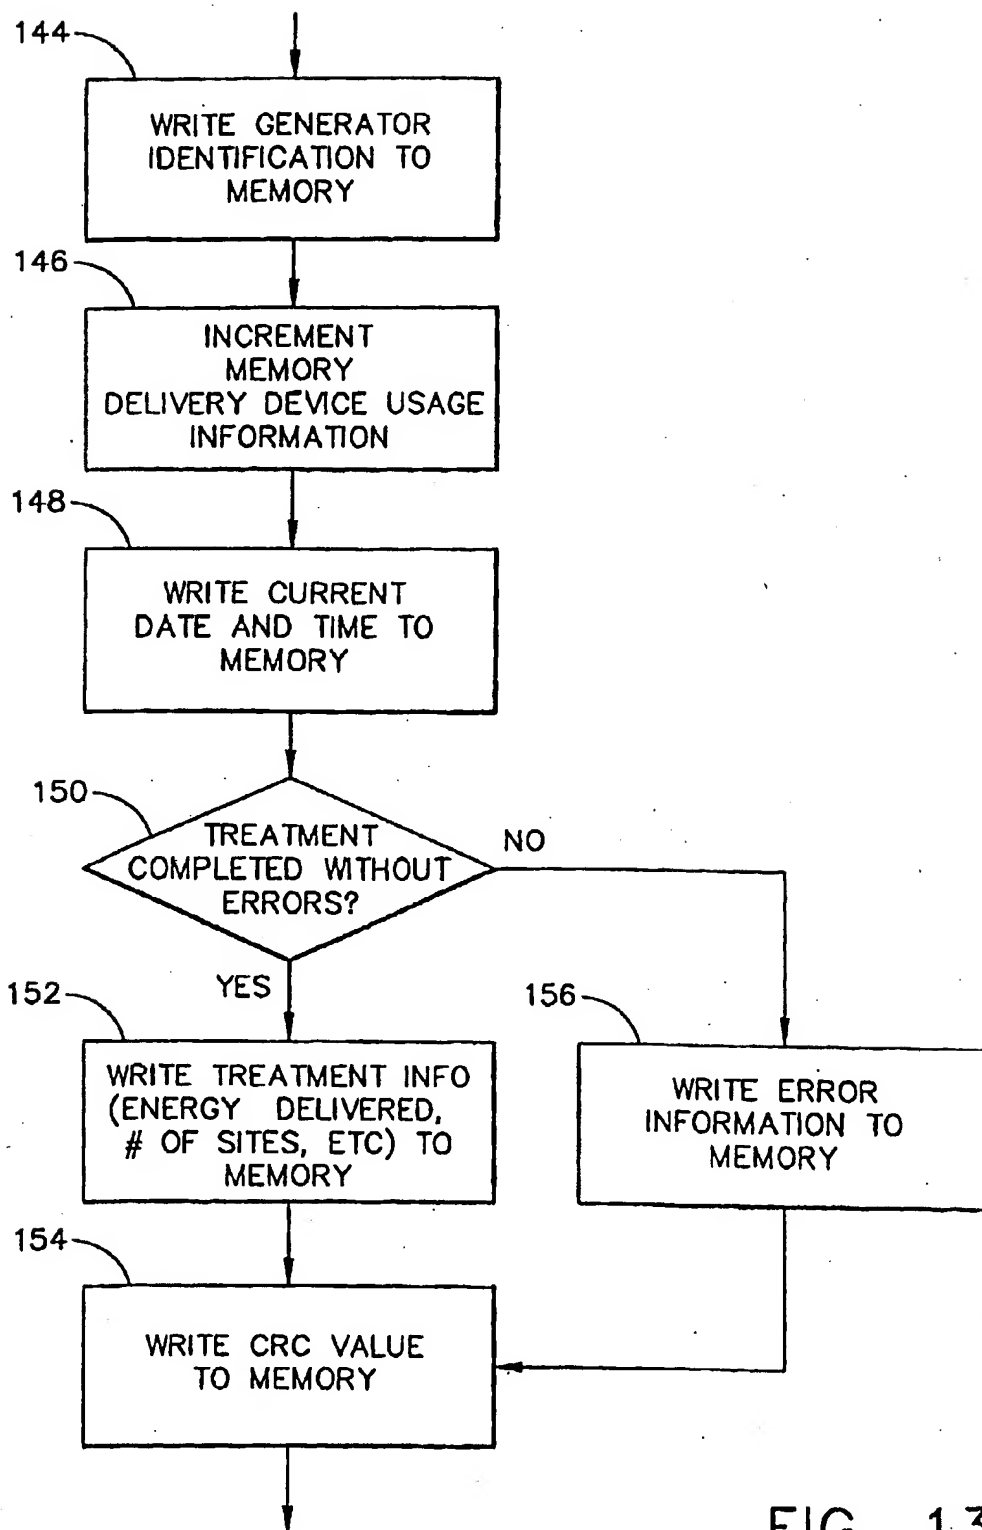 144
WRITE GENERATOR
IDENTIFICATION TO
MEMORY
146
INCREMENT
MEMORY
DELIVERY DEVICE USAGE
INFORMATION
148
WRITE CURRENT
DATE AND TIME TO
MEMORY
150
TREATMENT
COMPLETED WITHOUT
ERRORS?
NO
YES
152
WRITE TREATMENT INFO
(ENERGY DELIVERED,
# OF SITES, ETC) TO
MEMORY
156
WRITE ERROR
INFORMATION TO
MEMORY
154
WRITE CRC VALUE
TO MEMORY
FIG. 13